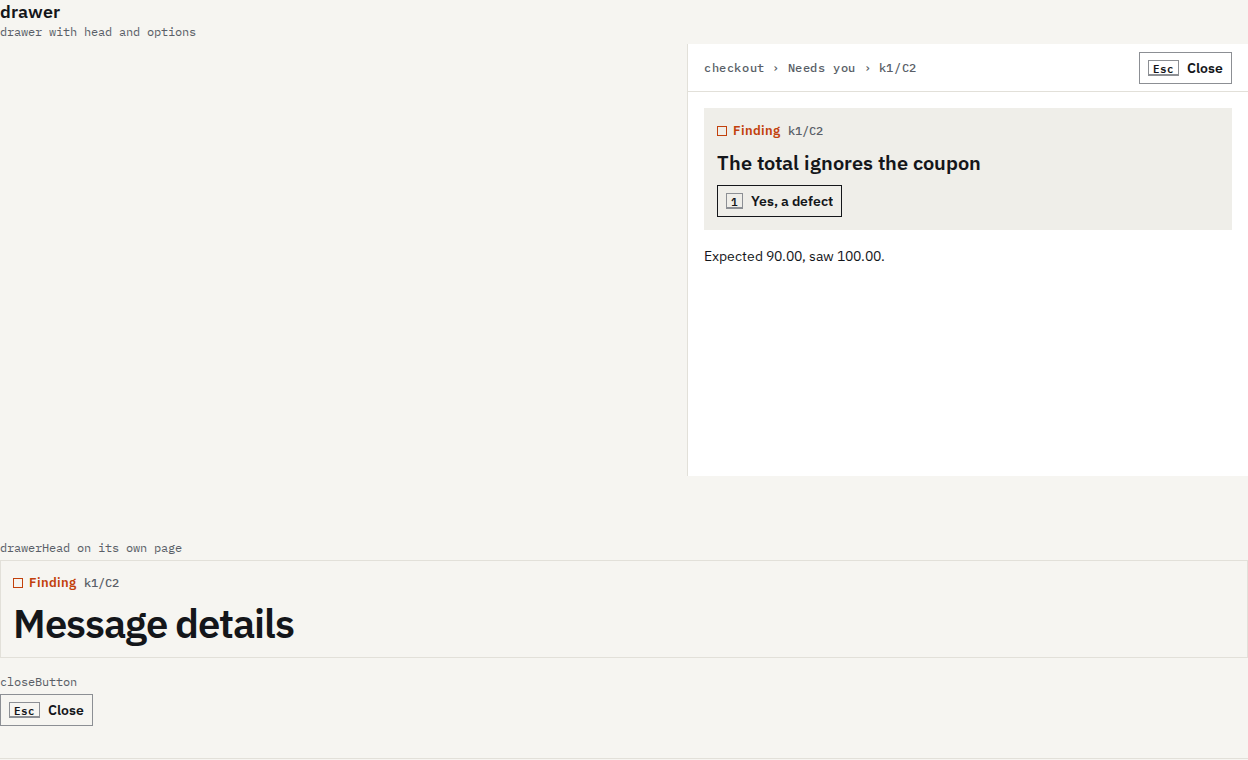 drawer
drawer with head and options
checkout › Needs you › k1/C2
Esc Close
Finding k1/C2
The total ignores the coupon
1 Yes, a defect
Expected 90.00, saw 100.00.
drawerHead on its own page
Finding k1/C2
Message details
closeButton
Esc Close